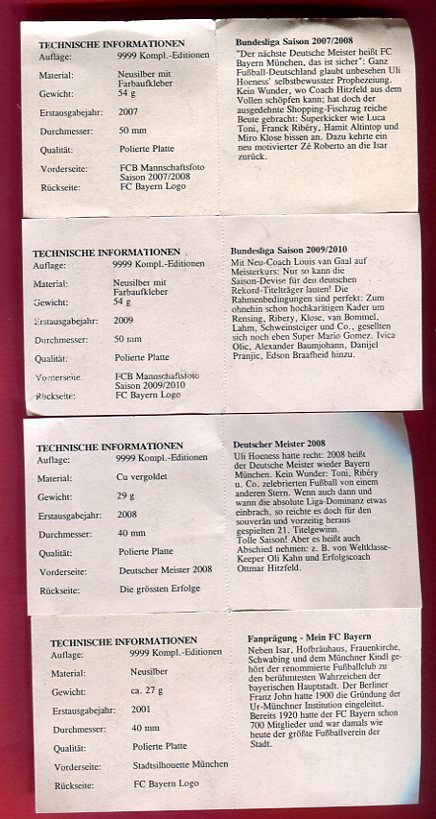 TECHNISCHE INFORMATIONEN
Auflage: 9999 Kompl.-Editionen
Material: Neusilber mit
Farbaufkleber
Gewicht: 54 g
Erstausgabejahr: 2007
Durchmesser: 50 mm
Qualität: Polierte Platte
Vorderseite: FCB Mannschaftsfoto
Saison 2007/2008
Rückseite: FC Bayern Logo
Bundesliga Saison 2007/2008
"Der nächste Deutsche Meister heißt FC
Bayern München, das ist sicher": Ganz
Fußball-Deutschland glaubt unbesehen Uli
Hoeness' selbstbewusster Prophezeiung.
Kein Wunder, wo Coach Hitzfeld aus dem
Vollen schöpfen kann; hat doch der
ausgedehnte Shopping-Fischzug reiche
Beute gebracht: Superkicker wie Luca
Toni, Franck Ribéry, Hamit Altintop und
Miro Klose bissen an. Dazu kehrte ein
neu motivierter Zé Roberto an die Isar
zurück.
TECHNISCHE INFORMATIONEN
Auflage: 9999 Kompl.-Editionen
Material: Neusilber mit
Farbaufkleber
Gewicht: 54 g
Erstausgabejahr: 2009
Durchmesser: 50 mm
Qualität: Polierte Platte
Vorderseite: FCB Mannschaftsfoto
Saison 2009/2010
Rückseite: FC Bayern Logo
Bundesliga Saison 2009/2010
Mit Neu-Coach Louis van Gaal auf
Meisterkurs: Nur so kann die
Saison-Devise für den deutschen
Rekord-Titelträger lauten! Die
Rahmenbedingungen sind perfekt: Zum
ohnehin schon hochkarätigen Kader um
Rensing, Ribery, Klose, van Bommel,
Lahm, Schweinsteiger und Co., gesellten
sich noch eben Super Mario Gomez, Ivica
Olic, Alexander Baumjohann, Danijel
Pranjic, Edson Braafheid hinzu.
TECHNISCHE INFORMATIONEN
Auflage: 9999 Kompl.-Editionen
Material: Cu vergoldet
Gewicht: 29 g
Erstausgabejahr: 2008
Durchmesser: 40 mm
Qualität: Polierte Platte
Vorderseite: Deutscher Meister 2008
Rückseite: Die grössten Erfolge
Deutscher Meister 2008
Uli Hoeness hatte recht: 2008 heißt
der Deutsche Meister wieder Bayern
München. Kein Wunder: Toni, Ribéry
u. Co. zelebrierten Fußball von einem
anderen Stern. Wenn auch dann und
wann die absolute Liga-Dominanz etwas
einbrach, so reichte es doch für den
souverän und vorzeitig heraus
gespielten 21. Titelgewinn.
Tolle Saison! Aber es heißt auch
Abschied nehmen: z. B. von Weltklasse-
Keeper Oli Kahn und Erfolgscoach
Ottmar Hitzfeld.
TECHNISCHE INFORMATIONEN
Auflage: 9999 Kompl.-Editionen
Material: Neusilber
Gewicht: ca. 27 g
Erstausgabejahr: 2001
Durchmesser: 40 mm
Qualität: Polierte Platte
Vorderseite: Stadtsilhouette München
Rückseite: FC Bayern Logo
Fanprägung - Mein FC Bayern
Neben Isar, Hofbräuhaus, Frauenkirche,
Schwabing und dem Münchner Kindl ge-
hört der renommierte Fußballclub zu
den berühmtesten Wahrzeichen der
bayerischen Hauptstadt. Der Berliner
Franz John hatte 1900 die Gründung der
Ur-Münchner Institution eingeleitet.
Bereits 1920 hatte der FC Bayern schon
700 Mitglieder und war damals wie
heute der größte Fußballverein der
Stadt.